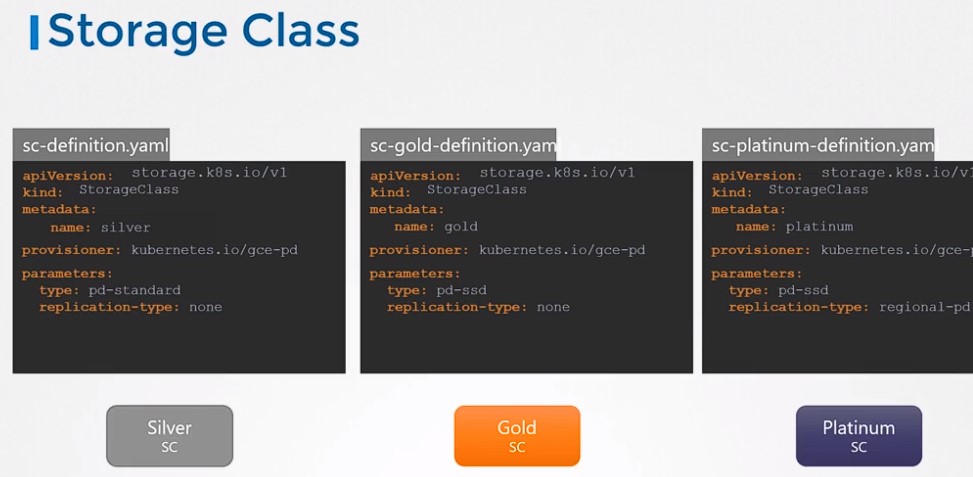 Storage Class
sc-definition.yaml
apiVersion: storage.k8s.io/v1
kind: StorageClass
metadata:
name: silver
provisioner: kubernetes.io/gce-pd
parameters:
type: pd-standard
replication-type: none
Silver
SC
sc-gold-definition.yam
apiVersion: storage.k8s.io/v1
kind: StorageClass
metadata:
name: gold
provisioner: kubernetes.io/gce-pd
parameters:
type: pd-ssd
replication-type: none
Gold
SC
sc-platinum-definition.yam
apiVersion: storage.k8s.io/v1
kind: StorageClass
metadata:
name: platinum
provisioner: kubernetes.io/gce-p
parameters:
type: pd-ssd
replication-type: regional-pd
Platinum
SC